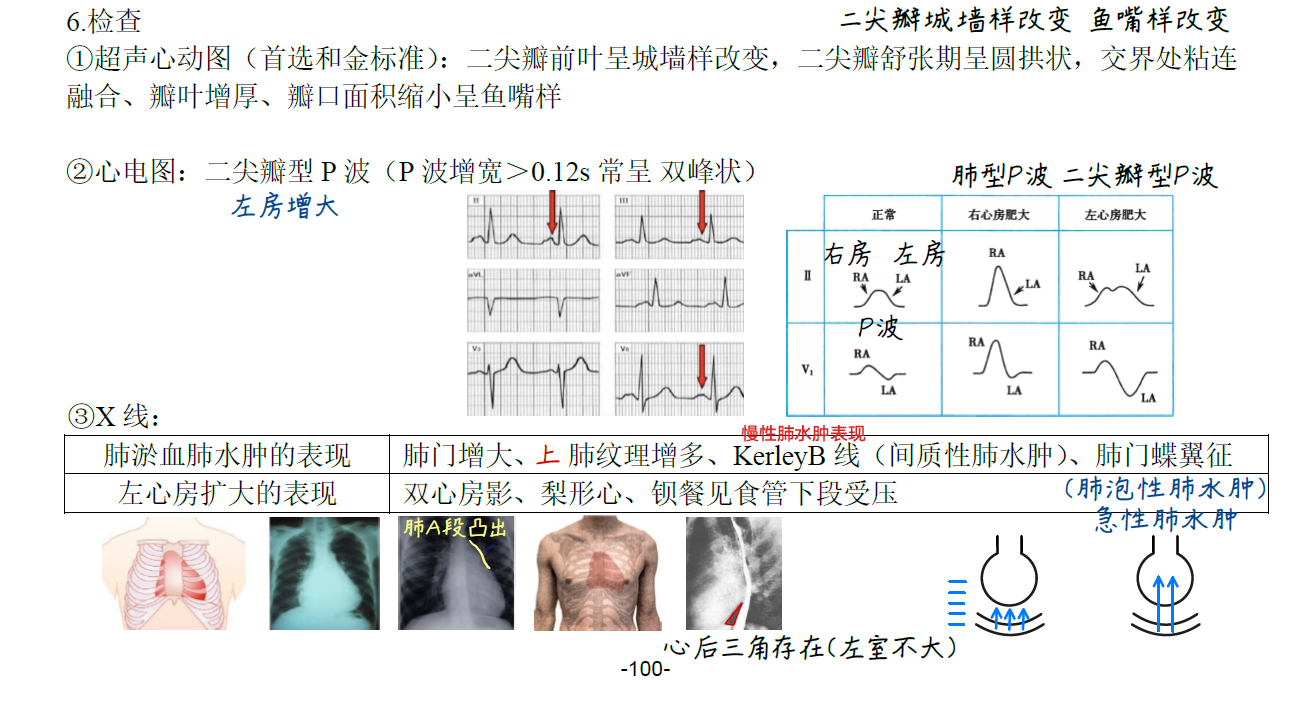 6.检查
二尖瓣城墙样改变 鱼嘴样改变
①超声心动图（首选和金标准）：二尖瓣前叶呈城墙样改变，二尖瓣舒张期呈圆拱状，交界处粘连
融合、瓣叶增厚、瓣口面积缩小呈鱼嘴样
②心电图：二尖瓣型 P 波（P 波增宽＞0.12s 常呈 双峰状）
肺型P波 二尖瓣型P波
左房增大
II
III
aVL
aVF
V₃
正常
右心房肥大
左心房肥大
II
右房 左房
RA LA
P波
RA
LA
RA
LA
V₁
RA
LA
RA
LA
RA
LA
③X 线：
慢性肺水肿表现
肺淤血肺水肿的表现
肺门增大、上 肺纹理增多、KerleyB 线（间质性肺水肿）、肺门蝶翼征
左心房扩大的表现
双心房影、梨形心、钡餐见食管下段受压
（肺泡性肺水肿）
急性肺水肿
肺A段凸出
心后三角存在（左室不大）
-100-